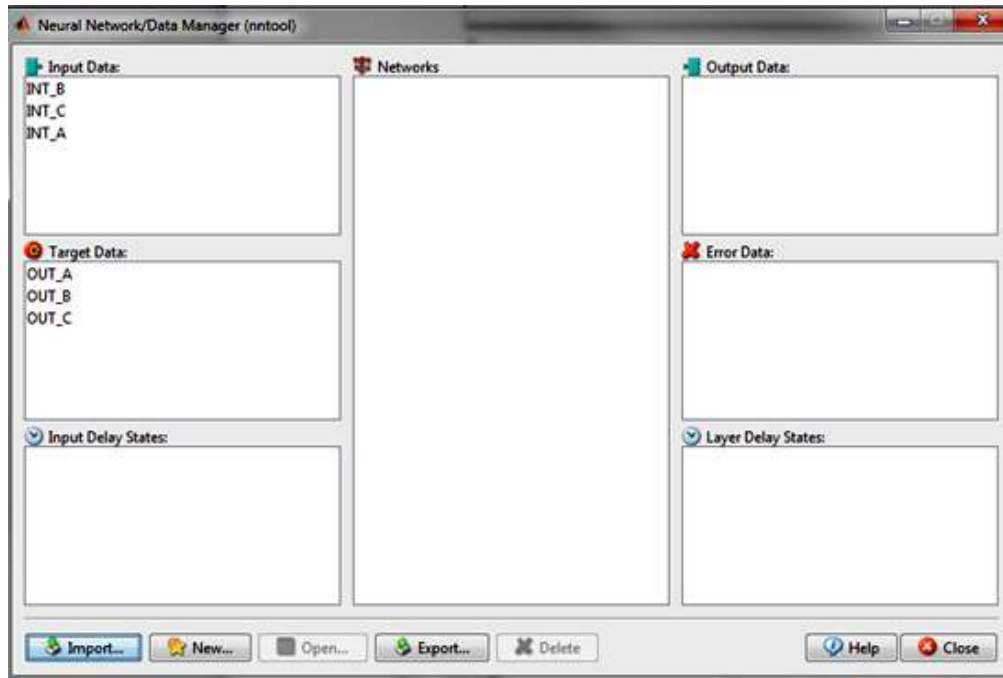 Neural Network/Data Manager (nntool)
Input Data:
INT_B
INT_C
INT_A
Networks
Output Data:
Target Data:
OUT_A
OUT_B
OUT_C
Error Data:
Input Delay States:
Layer Delay States:
Import...
New...
Open...
Export...
Delete
Help
Close